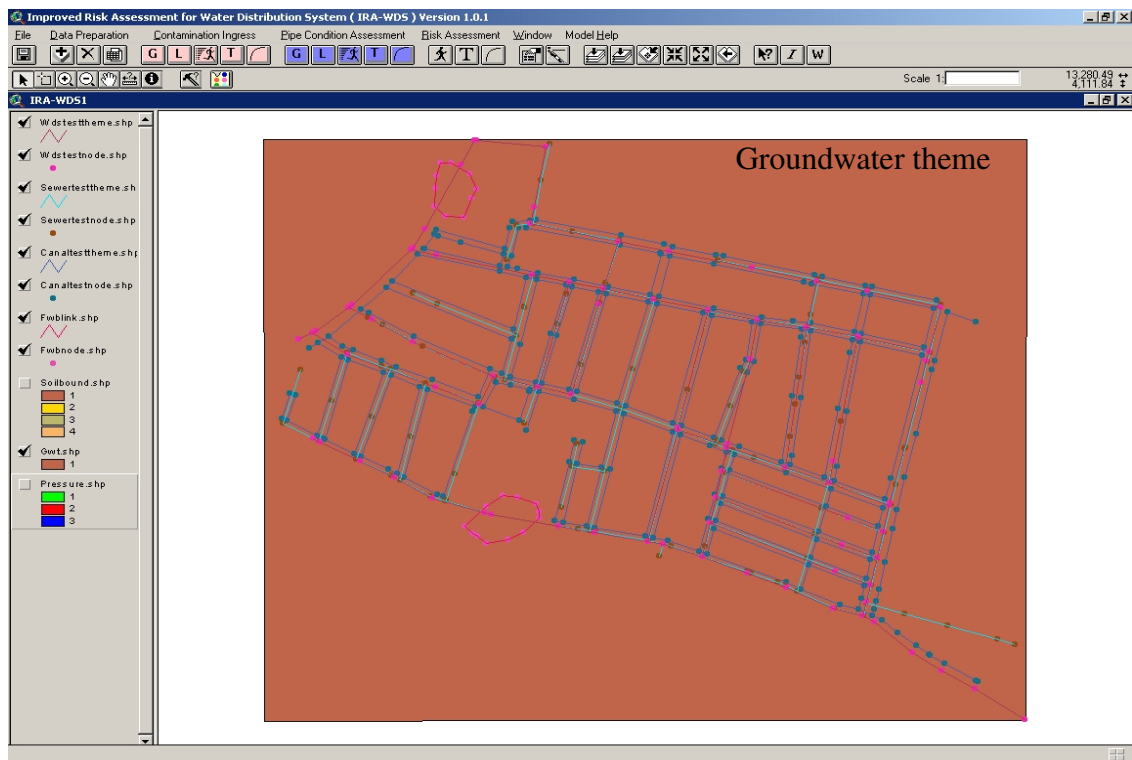 Improved Risk Assessment for Water Distribution System ( IRA-WDS ) Version 1.0.1
File Data Preparation Contamination Ingress Pipe Condition Assessment Risk Assessment Window Model Help
G L T G L T T I W
Scale 1: 13,280.49
4,111.84
IRA-WDS1
Wdstesttheme.shp
Wdstestnode.shp
Sewertesttheme.sh
Sewertestnode.shp
Canaltesttheme.shp
Canaltestnode.shp
Fwblink.shp
Fwbnode.shp
Soilbound.shp
1
2
3
4
Gwt.shp
1
Pressure.shp
1
2
3
Groundwater theme